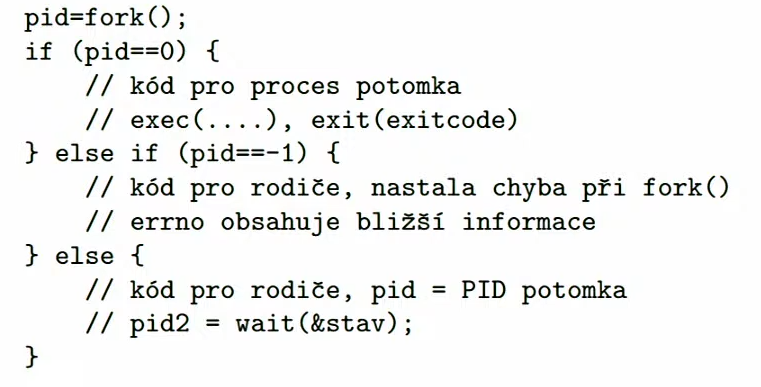 pid=fork();
if (pid==0) {
    // kód pro proces potomka
    // exec(....), exit(exitcode)
} else if (pid==-1) {
    // kód pro rodiče, nastala chyba při fork()
    // errno obsahuje bližší informace
} else {
    // kód pro rodiče, pid = PID potomka
    // pid2 = wait(&stav);
}